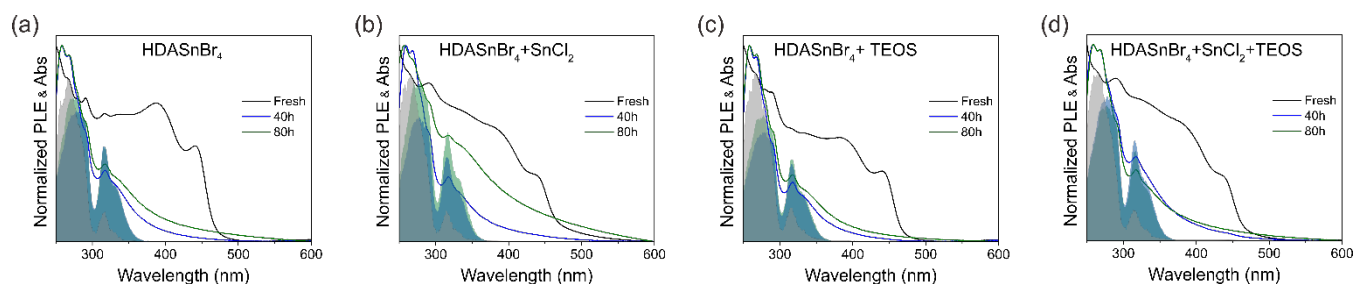 (a)
HDASnBr4
Fresh
40h
80h
Normalized PLE & Abs
300 400 500 600
Wavelength (nm)
(b)
HDASnBr4+SnCl2
Fresh
40h
80h
Normalized PLE & Abs
300 400 500 600
Wavelength (nm)
(c)
HDASnBr4+ TEOS
Fresh
40h
80h
Normalized PLE & Abs
300 400 500 600
Wavelength (nm)
(d)
HDASnBr4+SnCl2+TEOS
Fresh
40h
80h
Normalized PLE & Abs
300 400 500 600
Wavelength (nm)